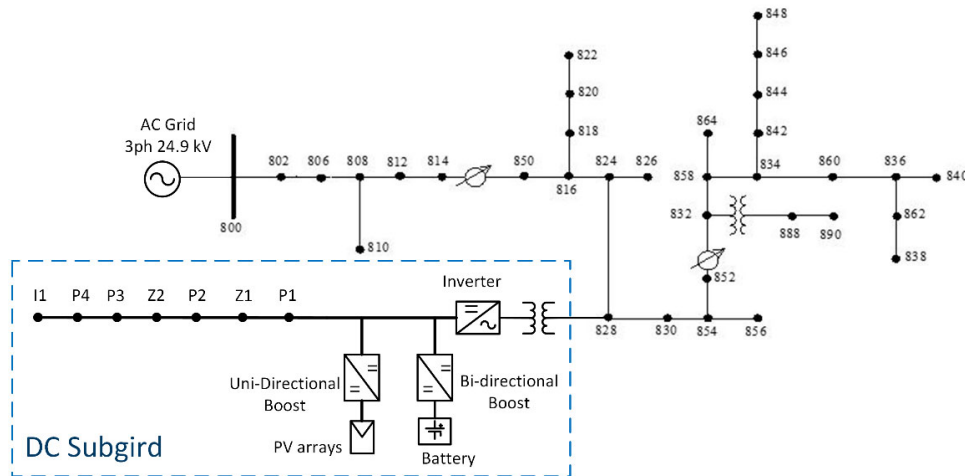 848
822
846
820
844
AC Grid
3ph 24.9 kV
818
864
842
802
806
808
812
814
850
816
824
826
858
834
860
836
840
800
810
832
888
890
862
838
852
Inverter
I1
P4
P3
Z2
P2
Z1
P1
828
830
854
856
Uni-Directional
Boost
Bi-directional
Boost
PV arrays
Battery
DC Subgird